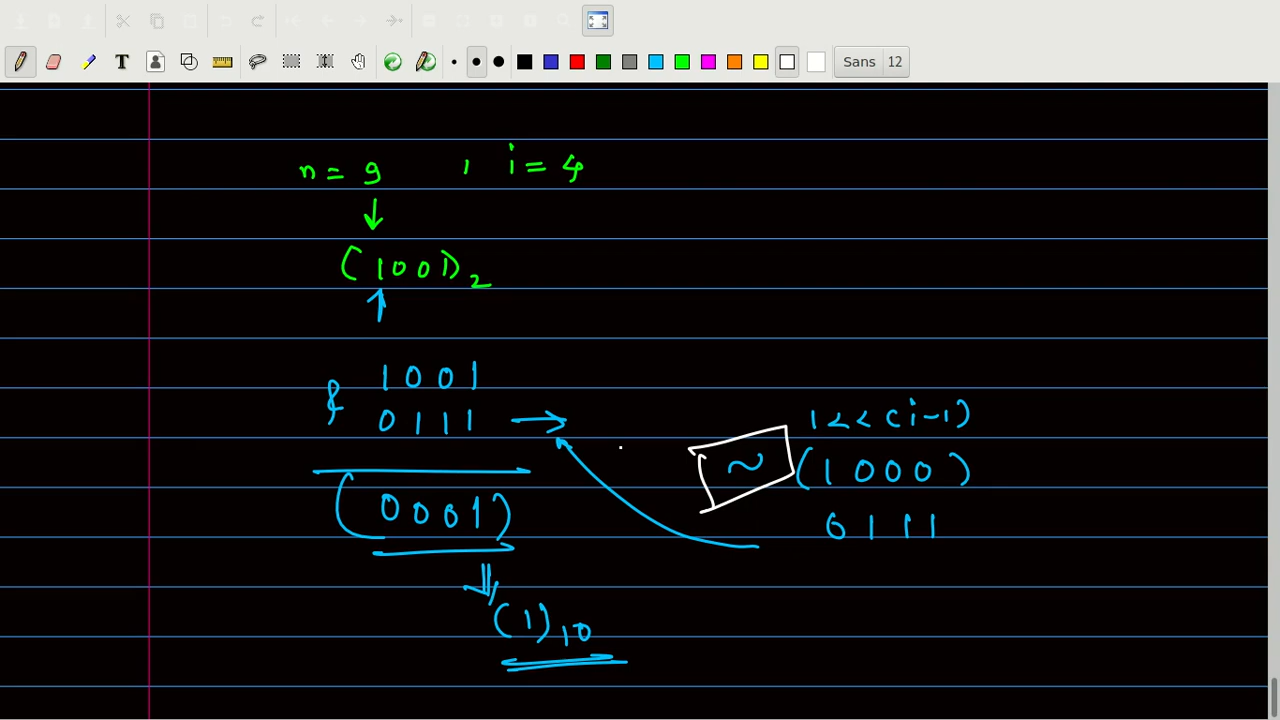 Sans 12
n = 9 , i = 4
(1001)₂
1001
& 0111
(0001)
(1)₁₀
1<<(i-1)
~(1000)
0111